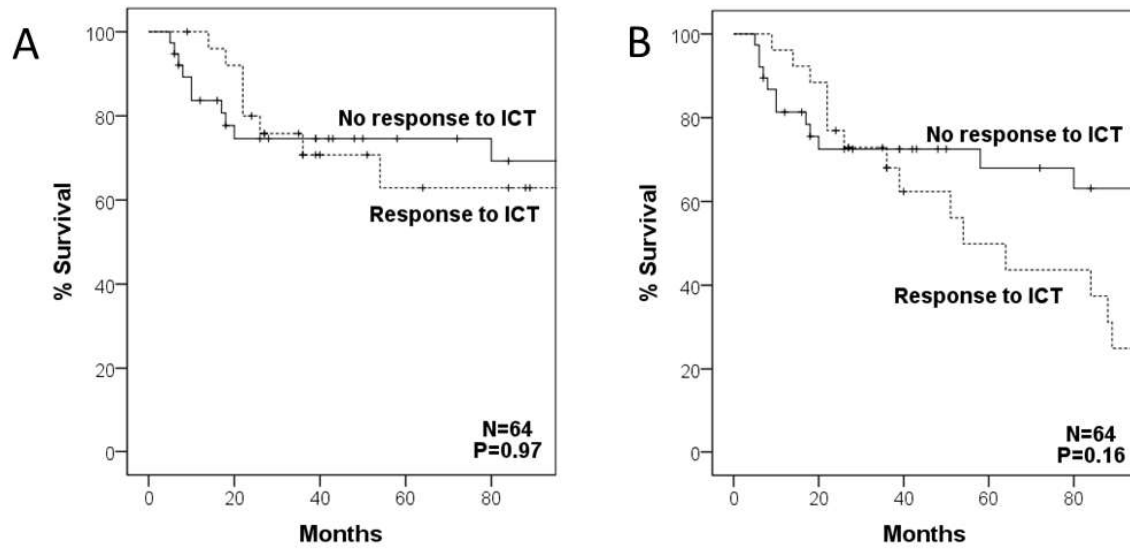 A
% Survival
100
80
60
40
20
0
No response to ICT
Response to ICT
N=64
P=0.97
0 20 40 60 80
Months
B
% Survival
100
80
60
40
20
0
No response to ICT
Response to ICT
N=64
P=0.16
0 20 40 60 80
Months